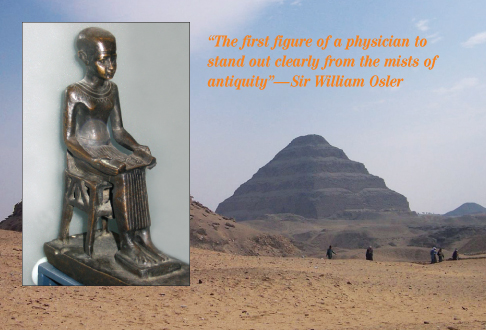 “The first figure of a physician to
stand out clearly from the mists of
antiquity”—Sir William Osler